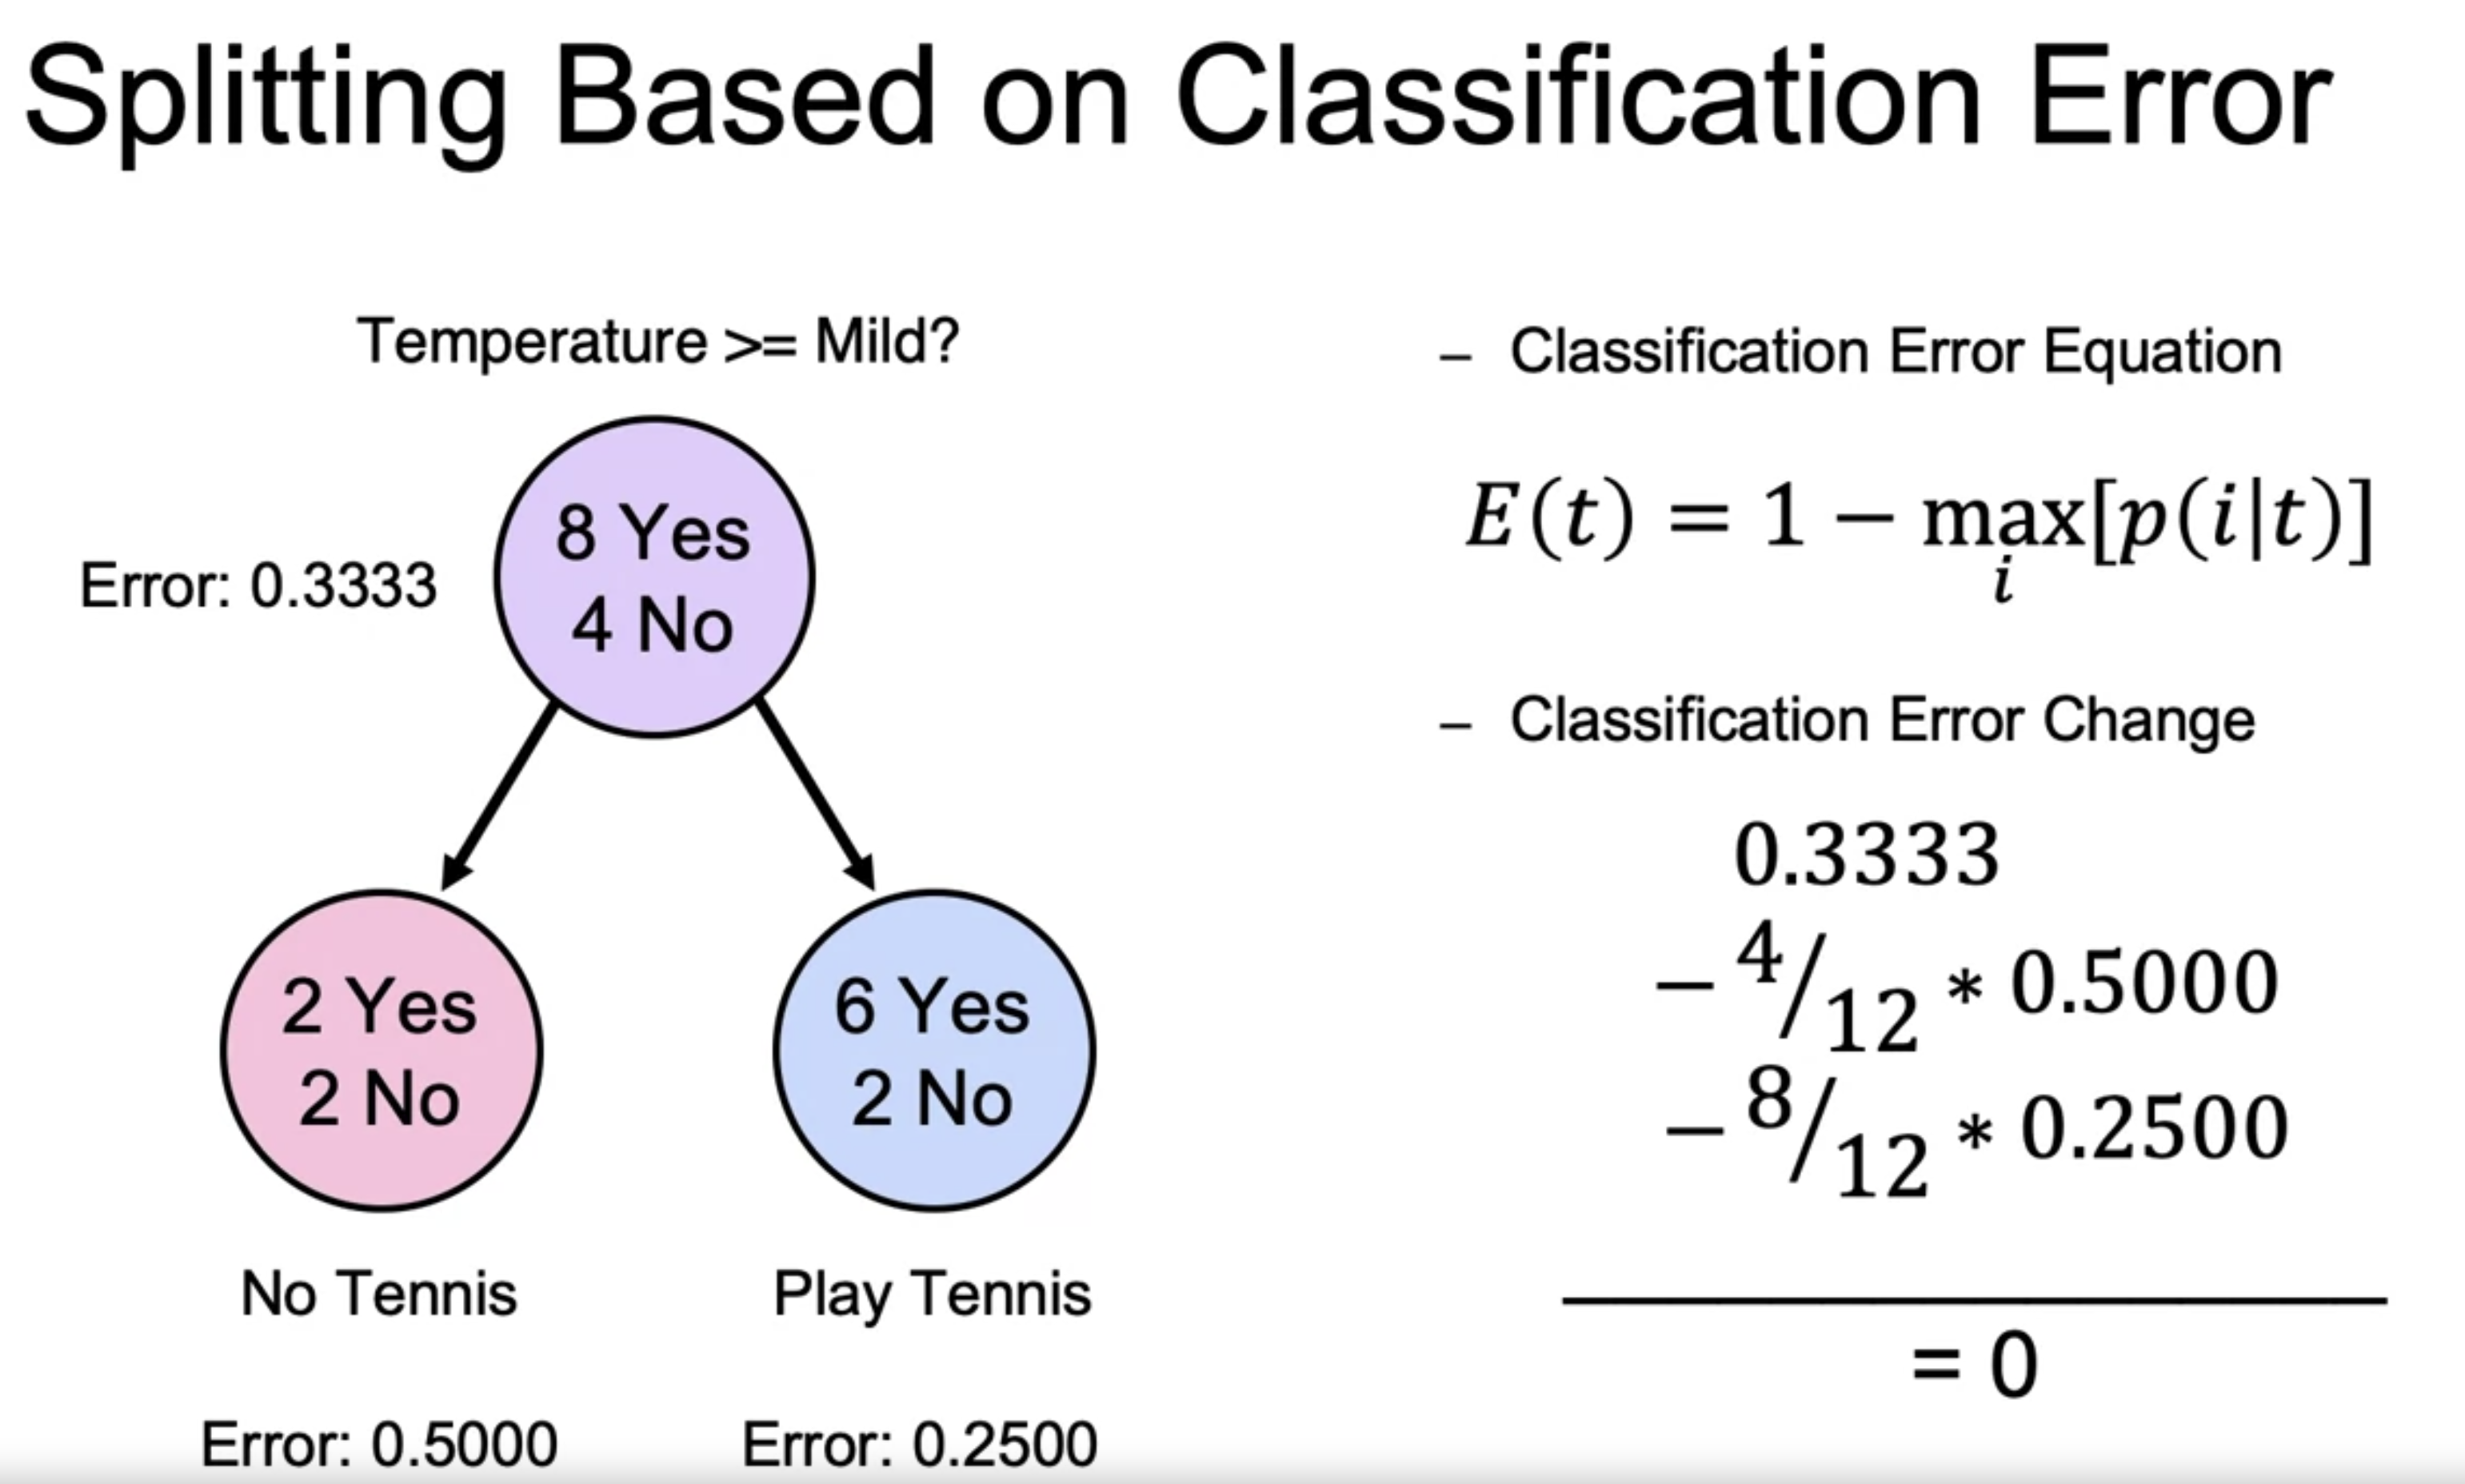 Splitting Based on Classification Error
Temperature >= Mild?
Error: 0.3333
8 Yes
4 No
2 Yes
2 No
6 Yes
2 No
No Tennis
Play Tennis
Error: 0.5000
Error: 0.2500
– Classification Error Equation
E(t) = 1 − max[p(i|t)]
i
– Classification Error Change
0.3333
− 4/12 * 0.5000
− 8/12 * 0.2500
= 0